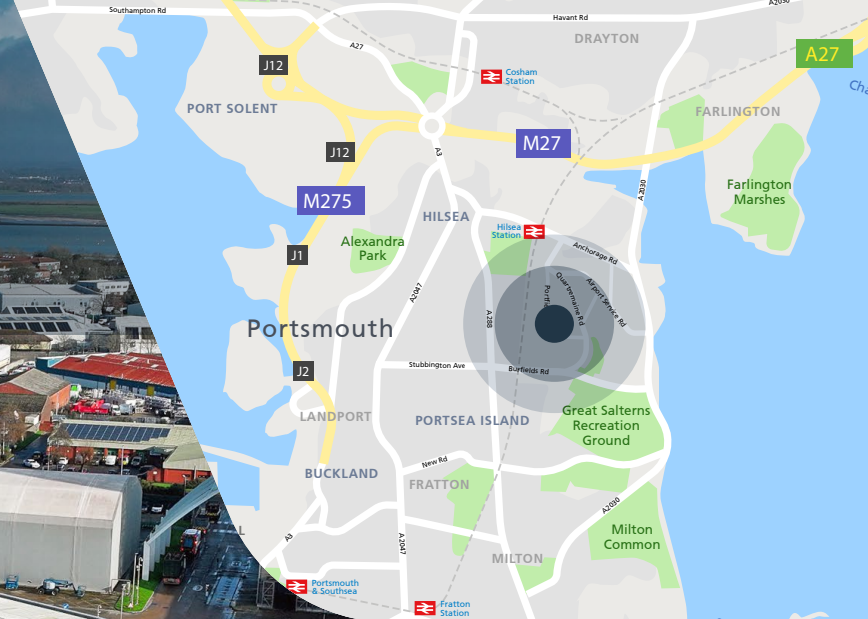 Southampton Rd
A2030
Havant Rd
DRAYTON
A27
A27
J12
Cosham
Station
Cha
PORT SOLENT
FARLINGTON
M27
J12
A3
A2030
Farlington
Marshes
M275
HILSEA
Hilsea
Station
Alexandra
Park
Anchorage Rd
J1
Quartremaine Rd
Airport Service Rd
A2047
A288
Portsmouth
J2
Stubbington Ave
Burfields Rd
LANDPORT
PORTSEA ISLAND
Great Salterns
Recreation
Ground
New Rd
BUCKLAND
FRATTON
A2030
L
A3
A2047
Milton
Common
MILTON
Portsmouth
& Southsea
Fratton
Station